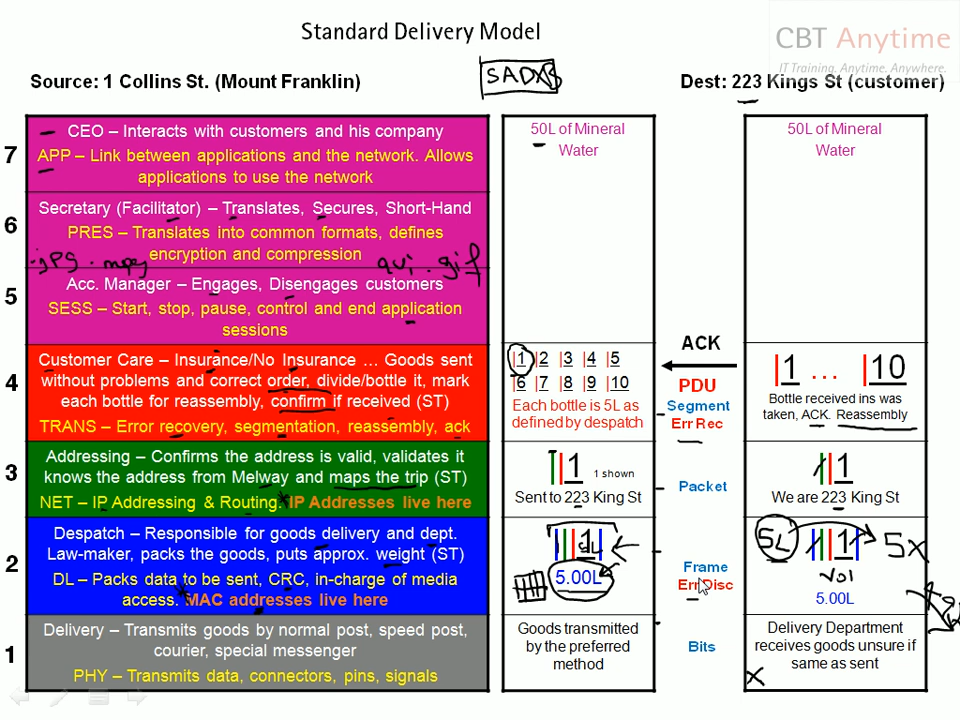 Standard Delivery Model
CBT Anytime
IT Training. Anytime. Anywhere.
Source: 1 Collins St. (Mount Franklin)
Dest: 223 Kings St (customer)
7
CEO – Interacts with customers and his company
APP – Link between applications and the network. Allows
applications to use the network
50L of Mineral
Water
50L of Mineral
Water
6
Secretary (Facilitator) – Translates, Secures, Short-Hand
PRES – Translates into common formats, defines
encryption and compression
.jpg .mpg avi .gif
5
Acc. Manager – Engages, Disengages customers
SESS – Start, stop, pause, control and end application
sessions
4
Customer Care – Insurance/No Insurance ... Goods sent
without problems and correct order, divide/bottle it, mark
each bottle for reassembly, confirm if received (ST)
TRANS – Error recovery, segmentation, reassembly, ack
|1 |2 |3 |4 |5
|6 |7 |8 |9 |10
Each bottle is 5L as
defined by despatch
ACK
PDU
Segment
Err Rec
|1 ... |10
Bottle received ins was
taken, ACK. Reassembly
3
Addressing – Confirms the address is valid, validates it
knows the address from Melway and maps the trip (ST)
NET – IP Addressing & Routing. IP Addresses live here
||1 1 shown
Sent to 223 King St
Packet
||1
We are 223 King St
2
Despatch – Responsible for goods delivery and dept.
Law-maker, packs the goods, puts approx. weight (ST)
DL – Packs data to be sent, CRC, in-charge of media
access. MAC addresses live here
|||1
5L
5.00L
Frame
Err Disc
5L |||1 5X
Vol
5.00L
1
Delivery – Transmits goods by normal post, speed post,
courier, special messenger
PHY – Transmits data, connectors, pins, signals
Goods transmitted
by the preferred
method
Bits
Delivery Department
receives goods unsure if
same as sent
X